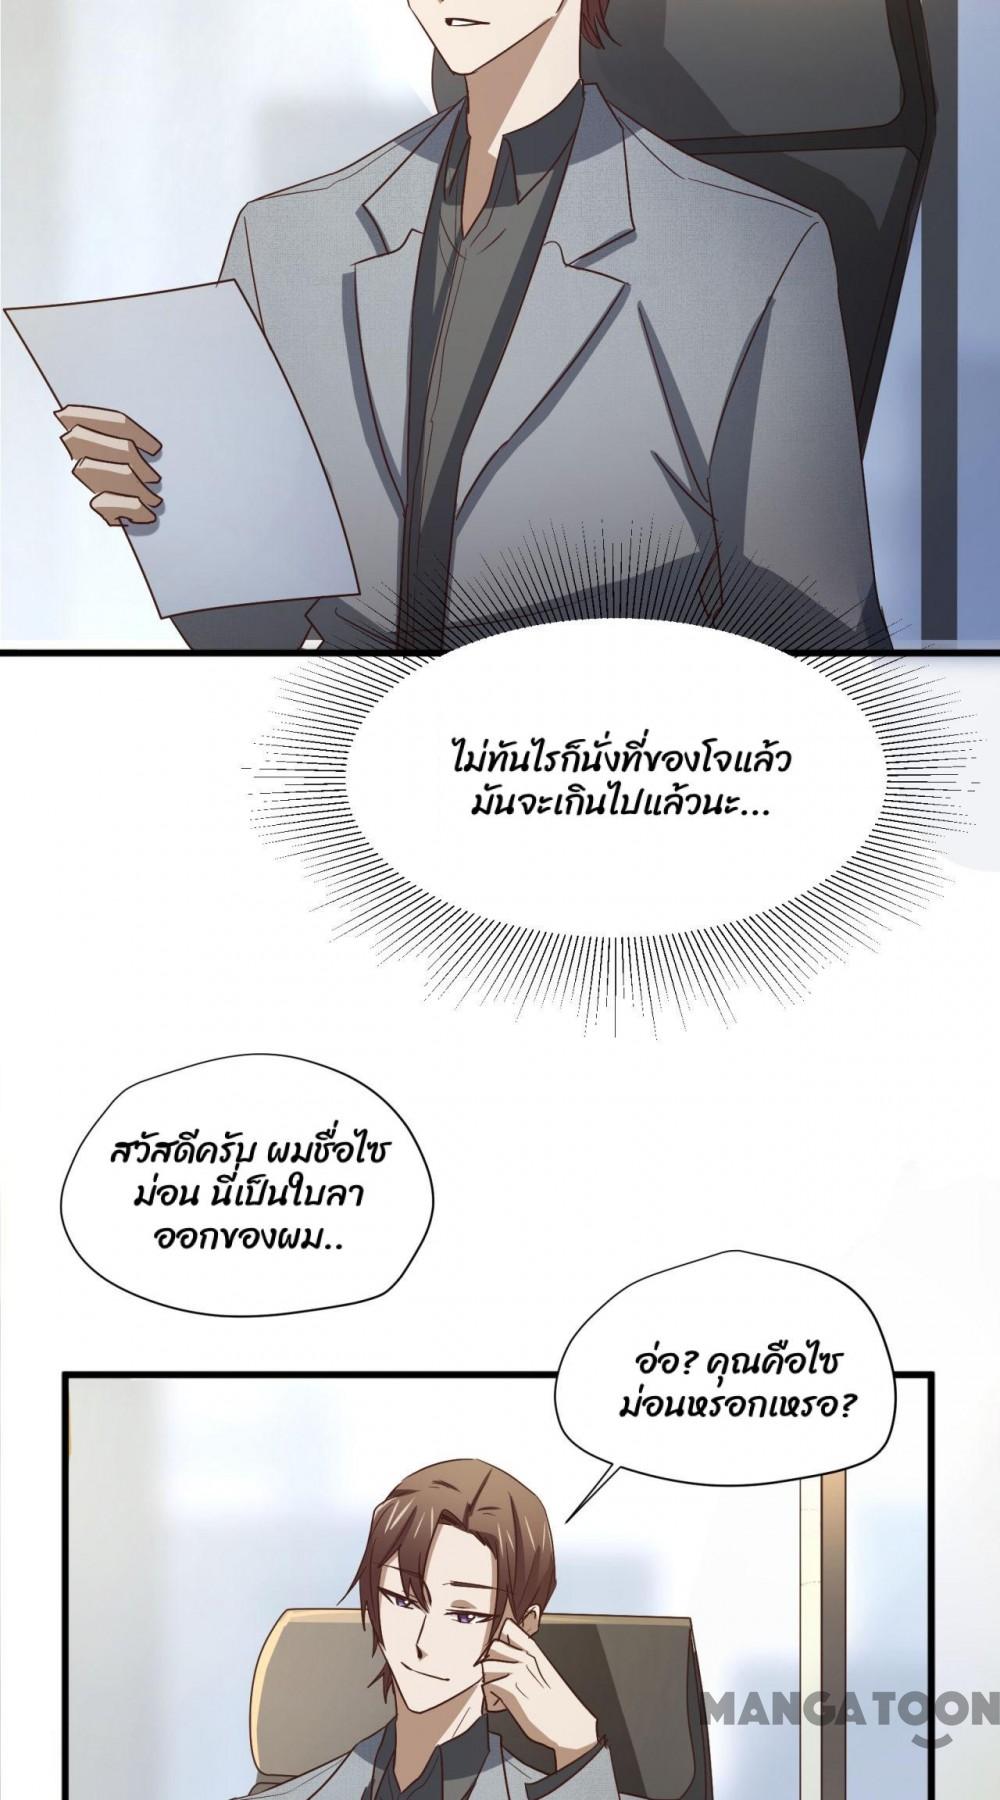 ไม่ทันไรก็นั่งที่ของโจแล้ว
มันจะเกินไปแล้วนะ...
สวัสดีครับ ผมชื่อไซ
ม่อน นี่เป็นใบลา
ออกของผม..
อ่อ? คุณคือไซ
ม่อนหรอกเหรอ?
MANGATOON